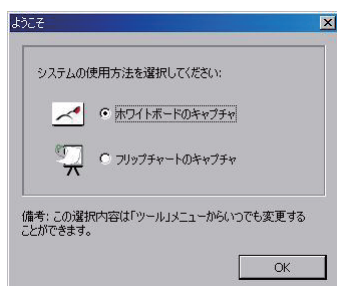 ようこそ
システムの使用方法を選択してください:
ホワイトボードのキャプチャ
フリップチャートのキャプチャ
備考: この選択内容は「ツール」メニューからいつでも変更する
ことができます。
OK